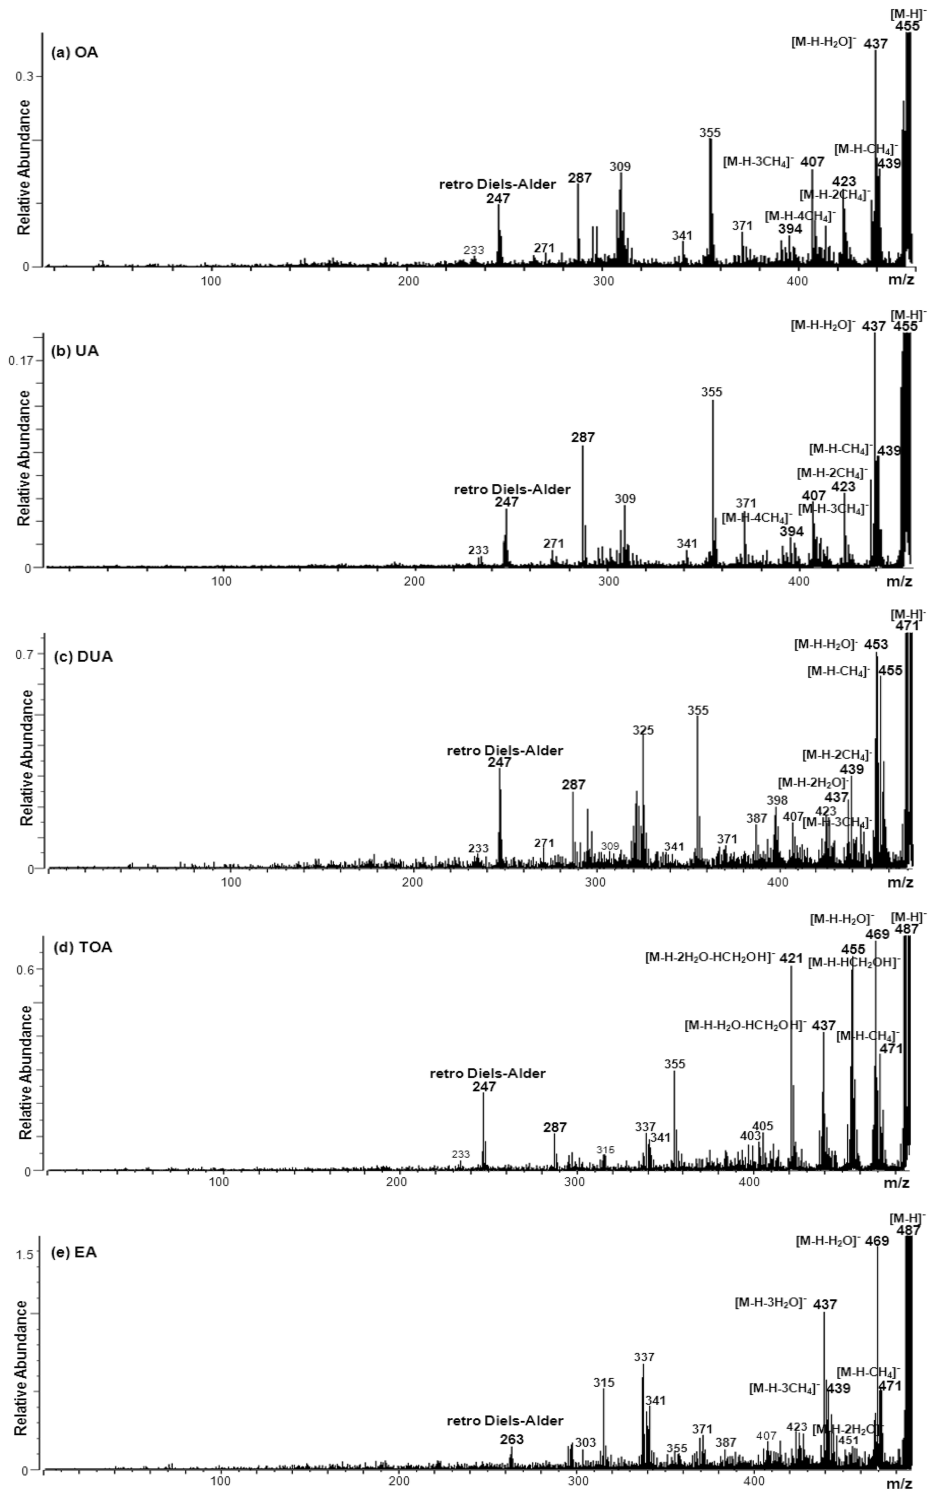 [M-H]⁻
(a) OA
[M-H-H₂O]⁻ 437 455
0.3
Relative Abundance
355
[M-H-CH₄]⁻
[M-H-3CH₄]⁻ 407 439
309
retro Diels-Alder 287 423
[M-H-2CH₄]⁻
247
[M-H-4CH₄]⁻
371 394
341
233 271
0
100 200 300 400 m/z
[M-H]⁻
[M-H-H₂O]⁻ 437 455
(b) UA
0.17
Relative Abundance
355
287
[M-H-CH₄]⁻ 439
[M-H-2CH₄]⁻
retro Diels-Alder 423
247 309 371 407 [M-H-3CH₄]⁻
[M-H-4CH₄]⁻
394
233 271 341
0
100 200 300 400 m/z
[M-H]⁻
471
(c) DUA
[M-H-H₂O]⁻ 453
0.7
[M-H-CH₄]⁻ 455
Relative Abundance
355
325
retro Diels-Alder [M-H-2CH₄]⁻
247 439
287 [M-H-2H₂O]⁻
398 437
387 407 423
[M-H-3CH₄]⁻
233 271 309 341 371
0
100 200 300 400 m/z
[M-H-H₂O]⁻ [M-H]⁻
487
(d) TOA
469
455
[M-H-2H₂O-HCH₂OH]⁻ 421 [M-H-HCH₂OH]⁻
0.6
Relative Abundance
[M-H-H₂O-HCH₂OH]⁻ 437 [M-H-CH₄]⁻
471
355
retro Diels-Alder
247
287 337 341 403 405
233 315
0
100 200 300 400 m/z
[M-H]⁻
487
(e) EA
[M-H-H₂O]⁻ 469
1.5
Relative Abundance
[M-H-3H₂O]⁻ 437
337
[M-H-CH₄]⁻
315 [M-H-3CH₄]⁻ 439 471
341
retro Diels-Alder
263 303 355 371 387 407 423 [M-H-2H₂O]⁻
451
0
100 200 300 400 m/z